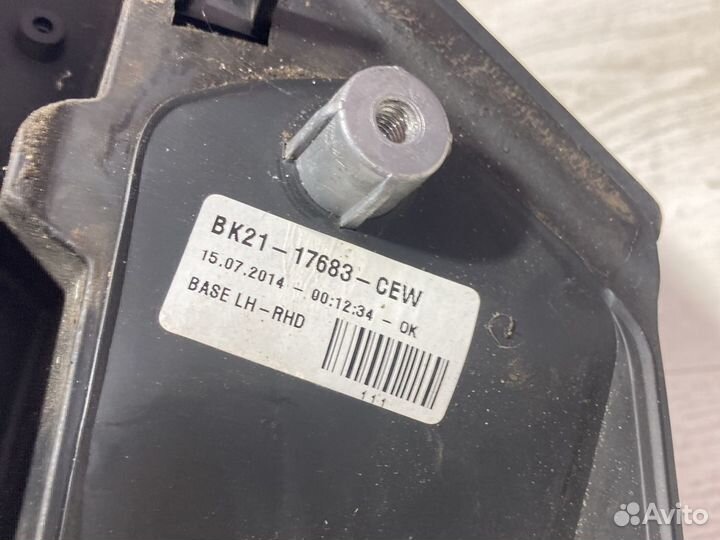 BK21-17683-CEW
15.07.2014 - 00:12:34 - OK
BASE LH-RHD
111
Avito